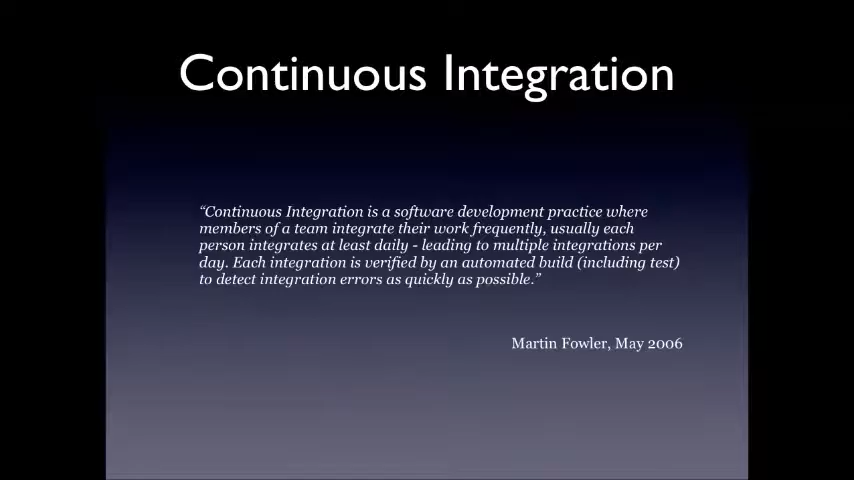 Continuous Integration
“Continuous Integration is a software development practice where
members of a team integrate their work frequently, usually each
person integrates at least daily - leading to multiple integrations per
day. Each integration is verified by an automated build (including test)
to detect integration errors as quickly as possible.”
Martin Fowler, May 2006